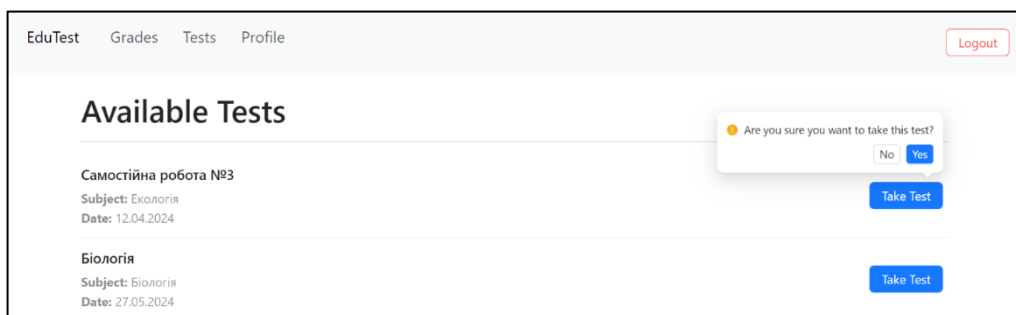 EduTest Grades Tests Profile Logout
Available Tests
Are you sure you want to take this test?
No Yes
Самостійна робота №3
Subject: Екологія
Date: 12.04.2024
Take Test
Біологія
Subject: Біологія
Date: 27.05.2024
Take Test